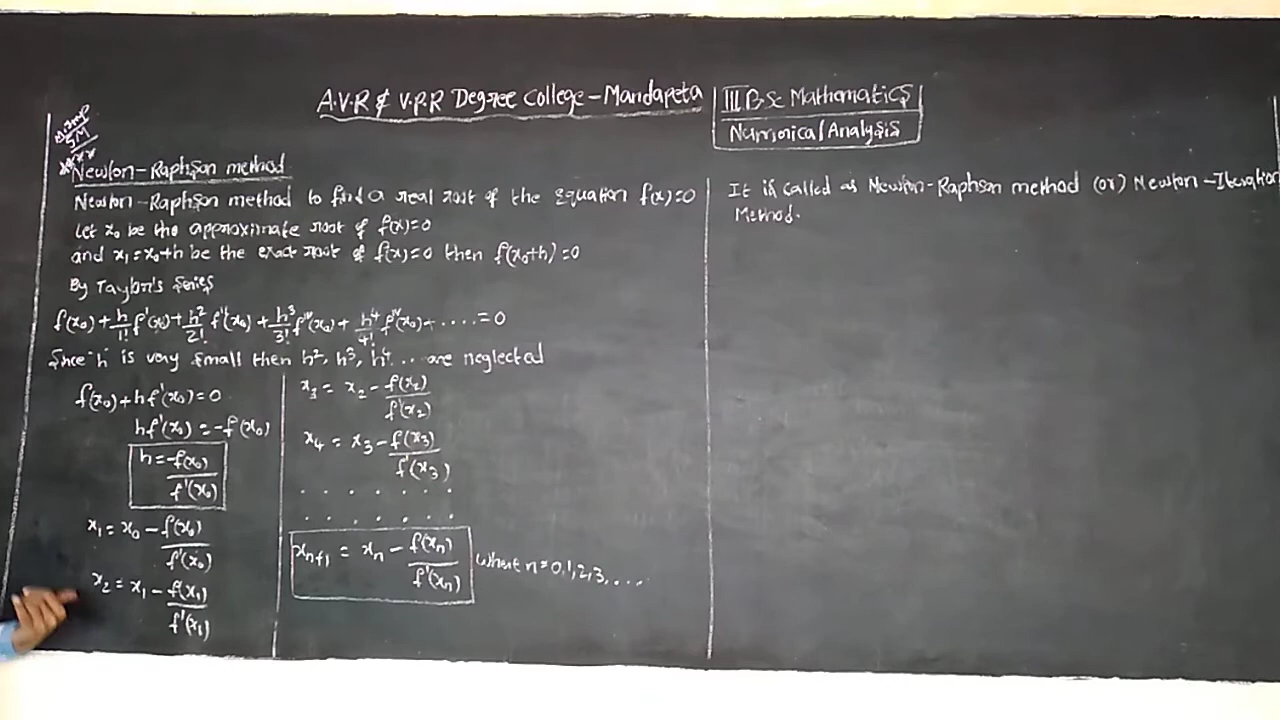 A.V.R & V.P.R Degree College - Mandapeta
III B.Sc Mathematics
Numerical Analysis
5M
****
Newton-Raphson method
Newton-Raphson method to find a real root of the equation f(x)=0
Let x₀ be the approximate root of f(x)=0
and x₁=x₀+h be the exact root of f(x)=0 then f(x₀+h)=0
By Taylor's Series
f(x₀)+h/1! f'(x₀)+h²/2! f''(x₀)+h³/3! f'''(x₀)+h⁴/4! fⁱᵛ(x₀)+....=0
Since 'h' is very small then h², h³, h⁴... are neglected
f(x₀)+hf'(x₀)=0
hf'(x₀)=-f(x₀)
h=-f(x₀)/f'(x₀)
x₁=x₀-f(x₀)/f'(x₀)
x₂=x₁-f(x₁)/f'(x₁)
x₃=x₂-f(x₂)/f'(x₂)
x₄=x₃-f(x₃)/f'(x₃)
. . . . . . .
. . . . . . .
xₙ₊₁=xₙ-f(xₙ)/f'(xₙ) where n=0,1,2,3,....
It is called as Newton-Raphson method (or) Newton-Iteration
Method.